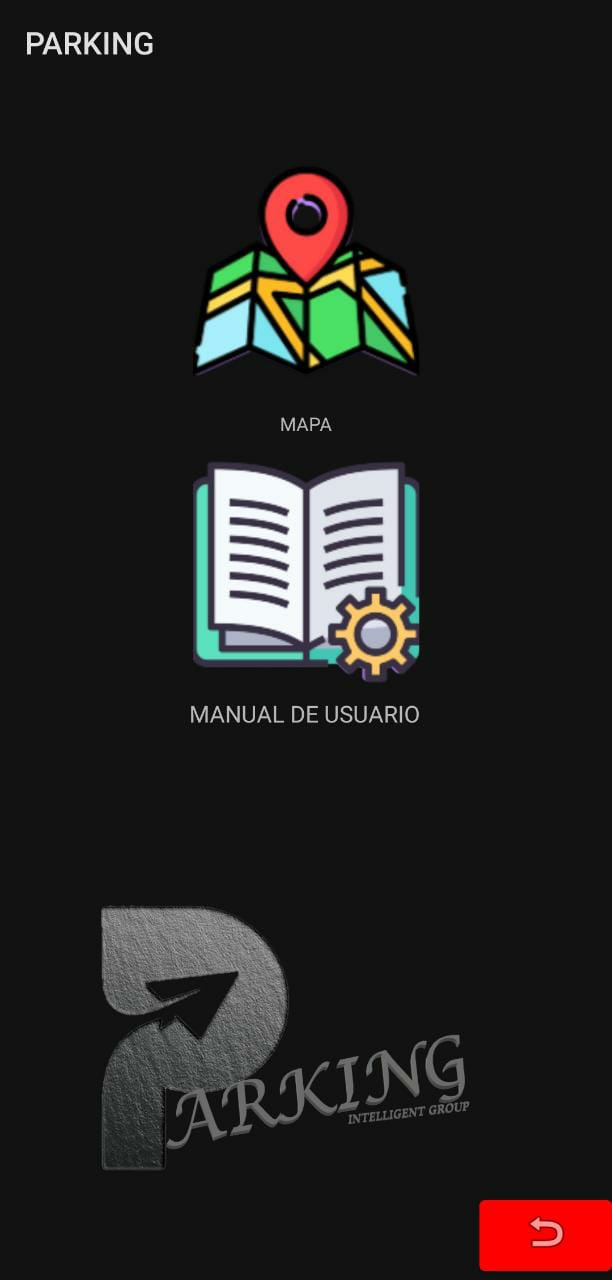 PARKING
MAPA
MANUAL DE USUARIO
PARKING
INTELLIGENT GROUP